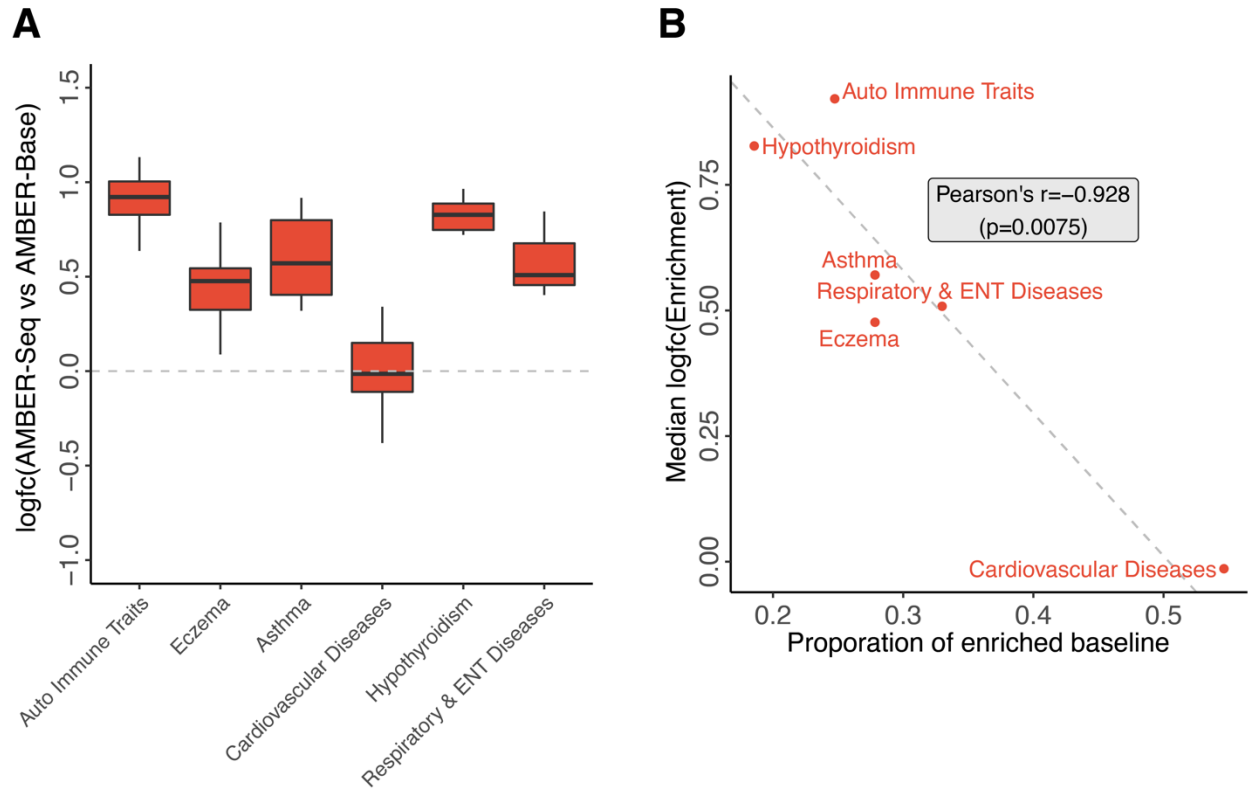 A
logfc(AMBER-Seq vs AMBER-Base)
1.5
1.0
0.5
0.0
−0.5
−1.0
Auto Immune Traits
Eczema
Asthma
Cardiovascular Diseases
Hypothyroidism
Respiratory & ENT Diseases
B
Median logfc(Enrichment)
0.75
0.50
0.25
0.00
Auto Immune Traits
Hypothyroidism
Pearson's r=−0.928
(p=0.0075)
Asthma
Respiratory & ENT Diseases
Eczema
Cardiovascular Diseases
0.2
0.3
0.4
0.5
Proporation of enriched baseline